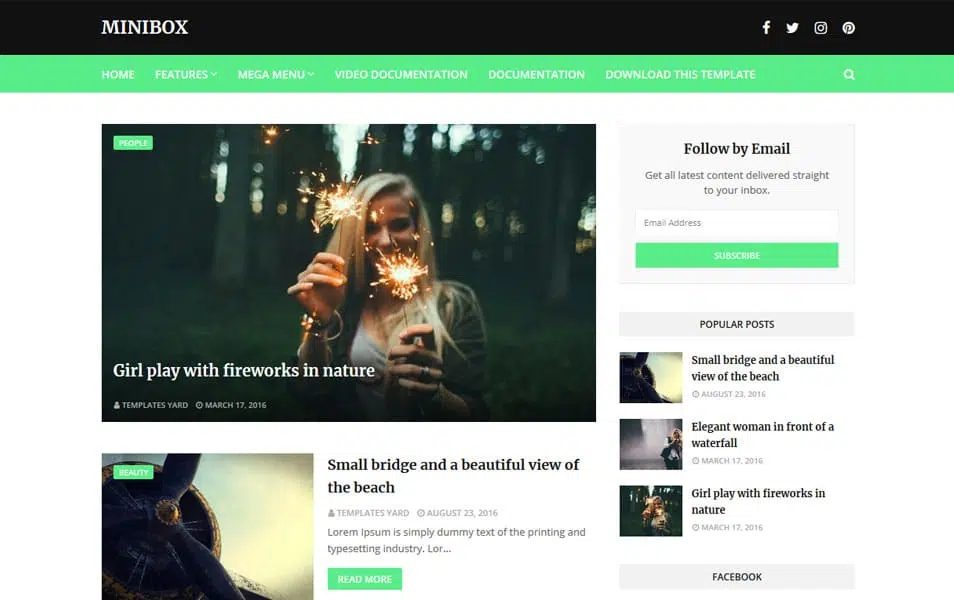 MINIBOX
HOME FEATURES MEGA MENU VIDEO DOCUMENTATION DOCUMENTATION DOWNLOAD THIS TEMPLATE
PEOPLE
Girl play with fireworks in nature
TEMPLATES YARD MARCH 17, 2016
BEAUTY
Small bridge and a beautiful view of
the beach
TEMPLATES YARD AUGUST 23, 2016
Lorem Ipsum is simply dummy text of the printing and
typesetting industry. Lor...
READ MORE
Follow by Email
Get all latest content delivered straight
to your inbox.
Email Address
SUBSCRIBE
POPULAR POSTS
Small bridge and a beautiful
view of the beach
AUGUST 23, 2016
Elegant woman in front of a
waterfall
MARCH 17, 2016
Girl play with fireworks in
nature
MARCH 17, 2016
FACEBOOK